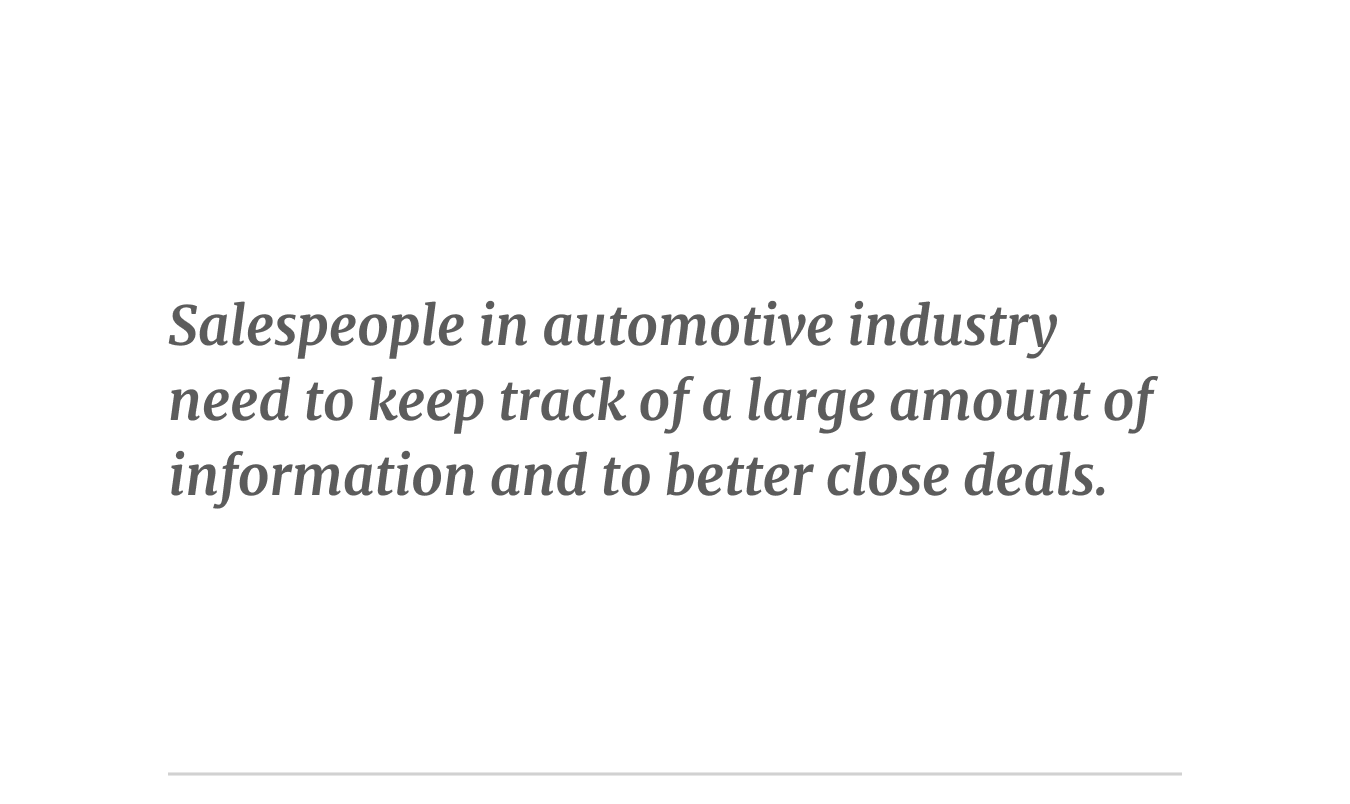 Salespeople in automotive industry
need to keep track of a large amount of
information and to better close deals.